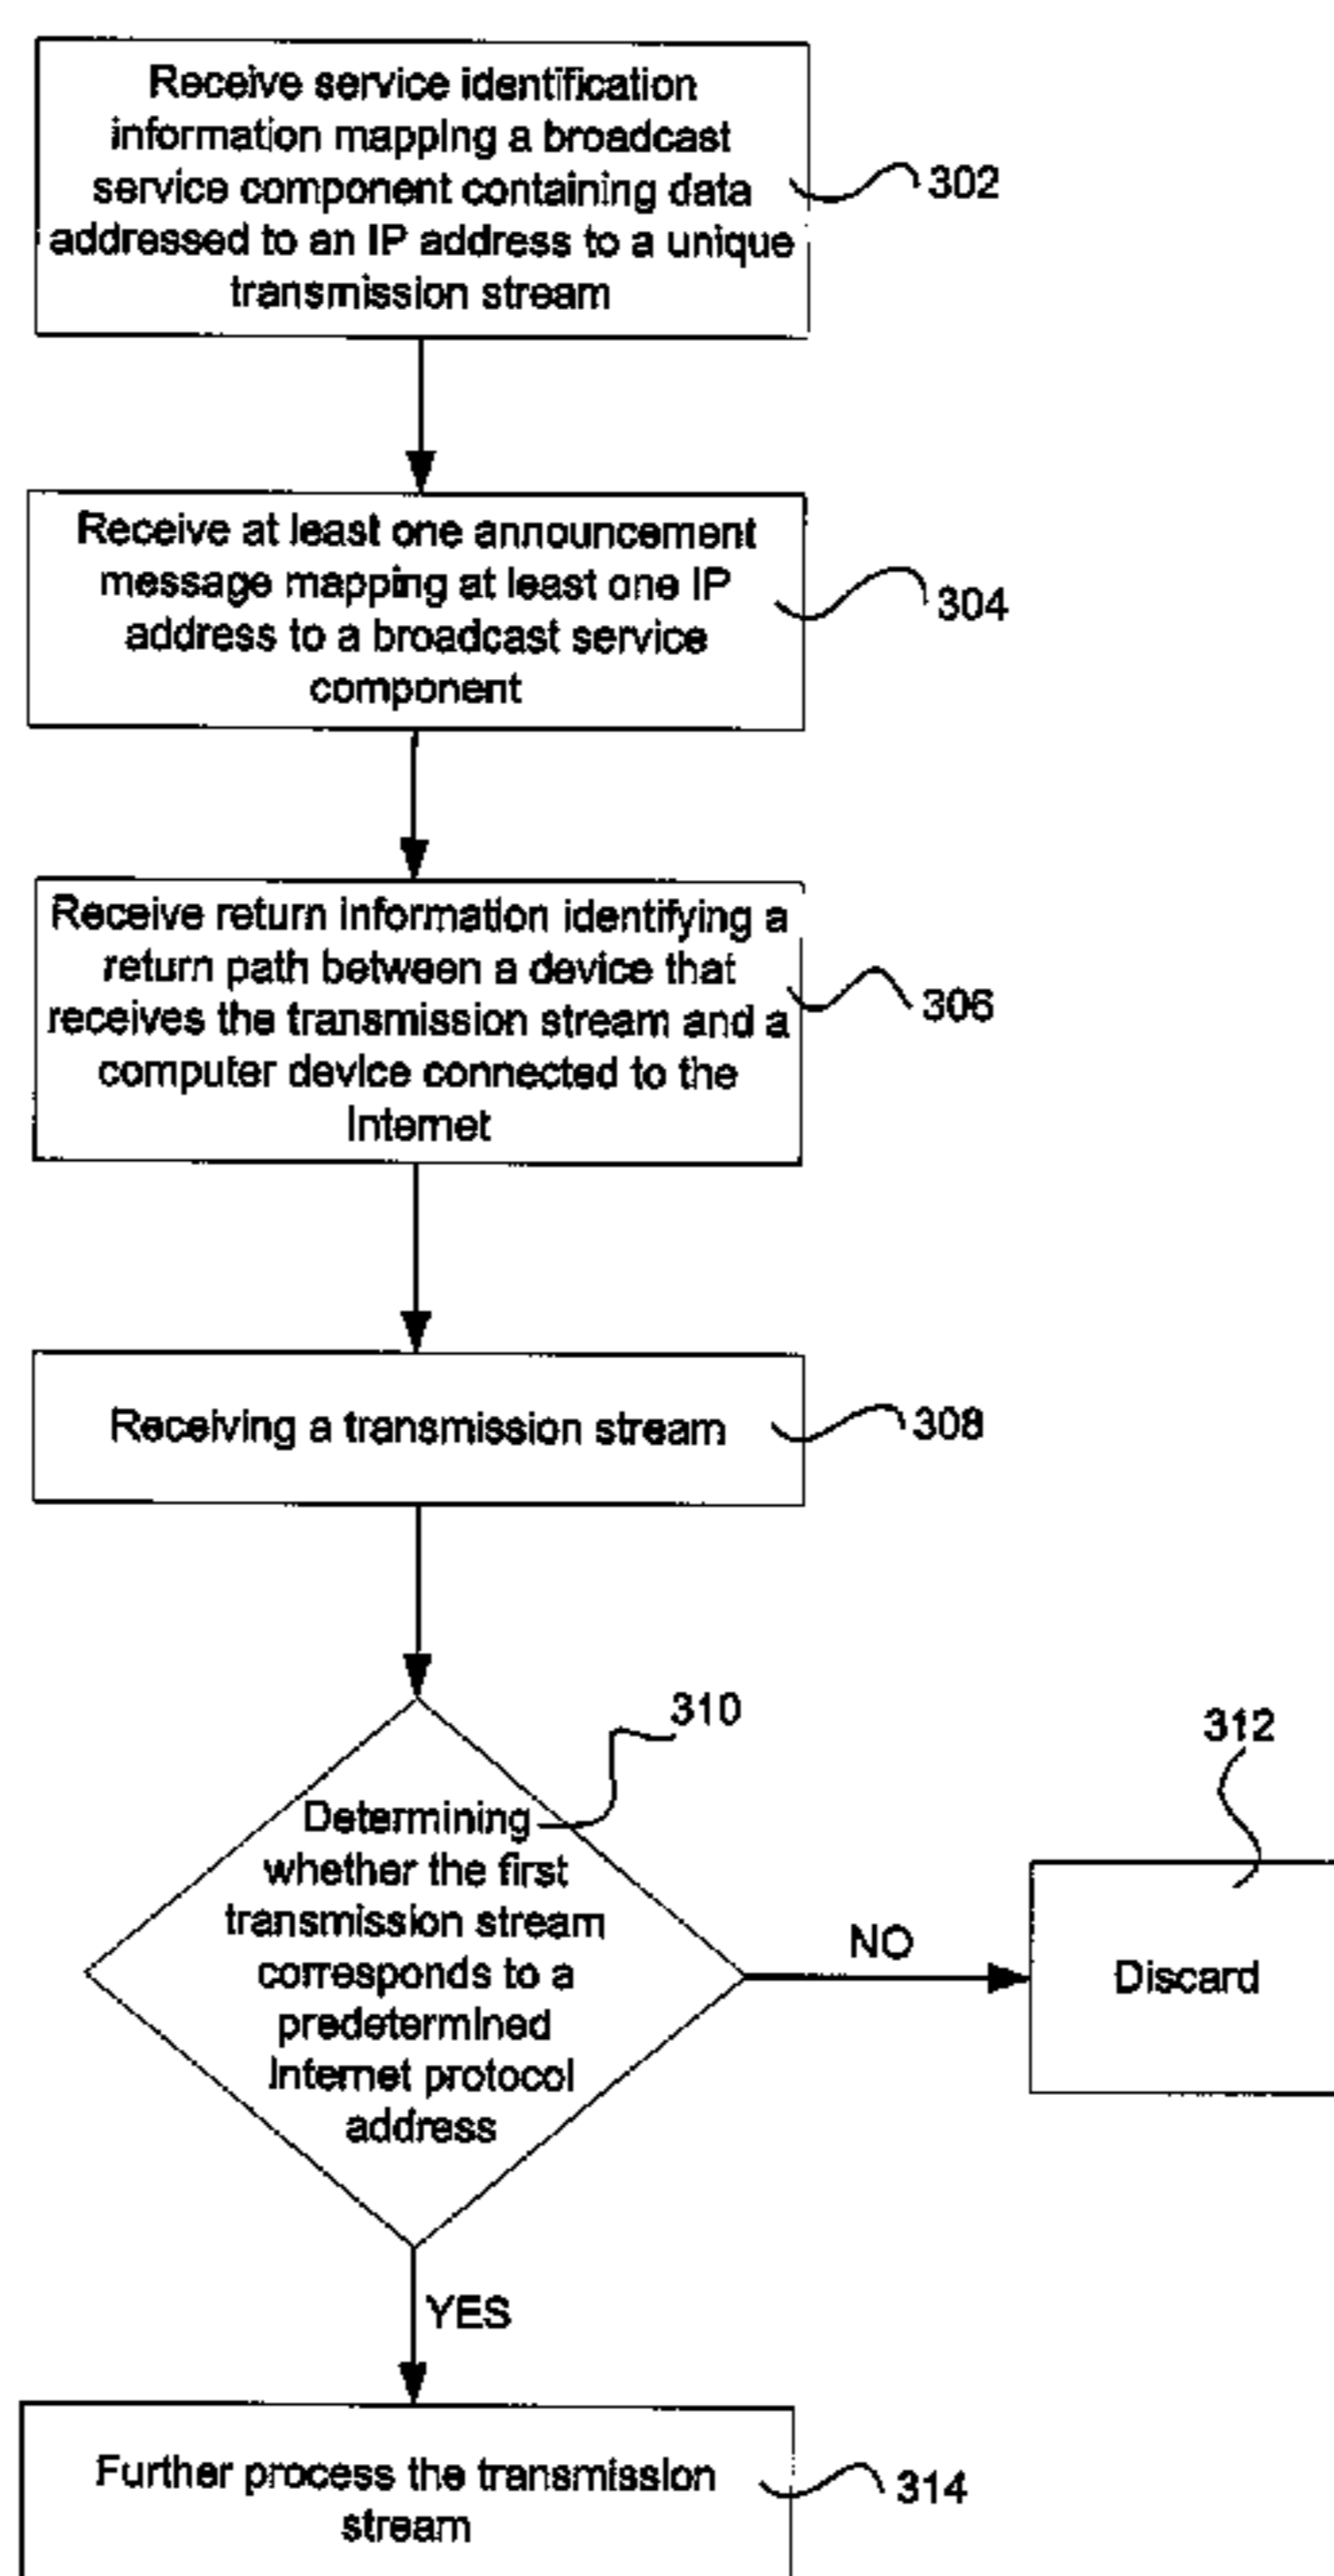 Receive service identification
information mapping a broadcast
service component containing data
addressed to an IP address to a unique
transmission stream
302
Receive at least one announcement
message mapping at least one IP
address to a broadcast service
component
304
Receive return information identifying a
return path between a device that
receives the transmission stream and a
computer device connected to the
Internet
306
Receiving a transmission stream
308
310
312
Determining
whether the first
transmission stream
corresponds to a
predetermined
Internet protocol
address
NO
Discard
YES
Further process the transmission
stream
314